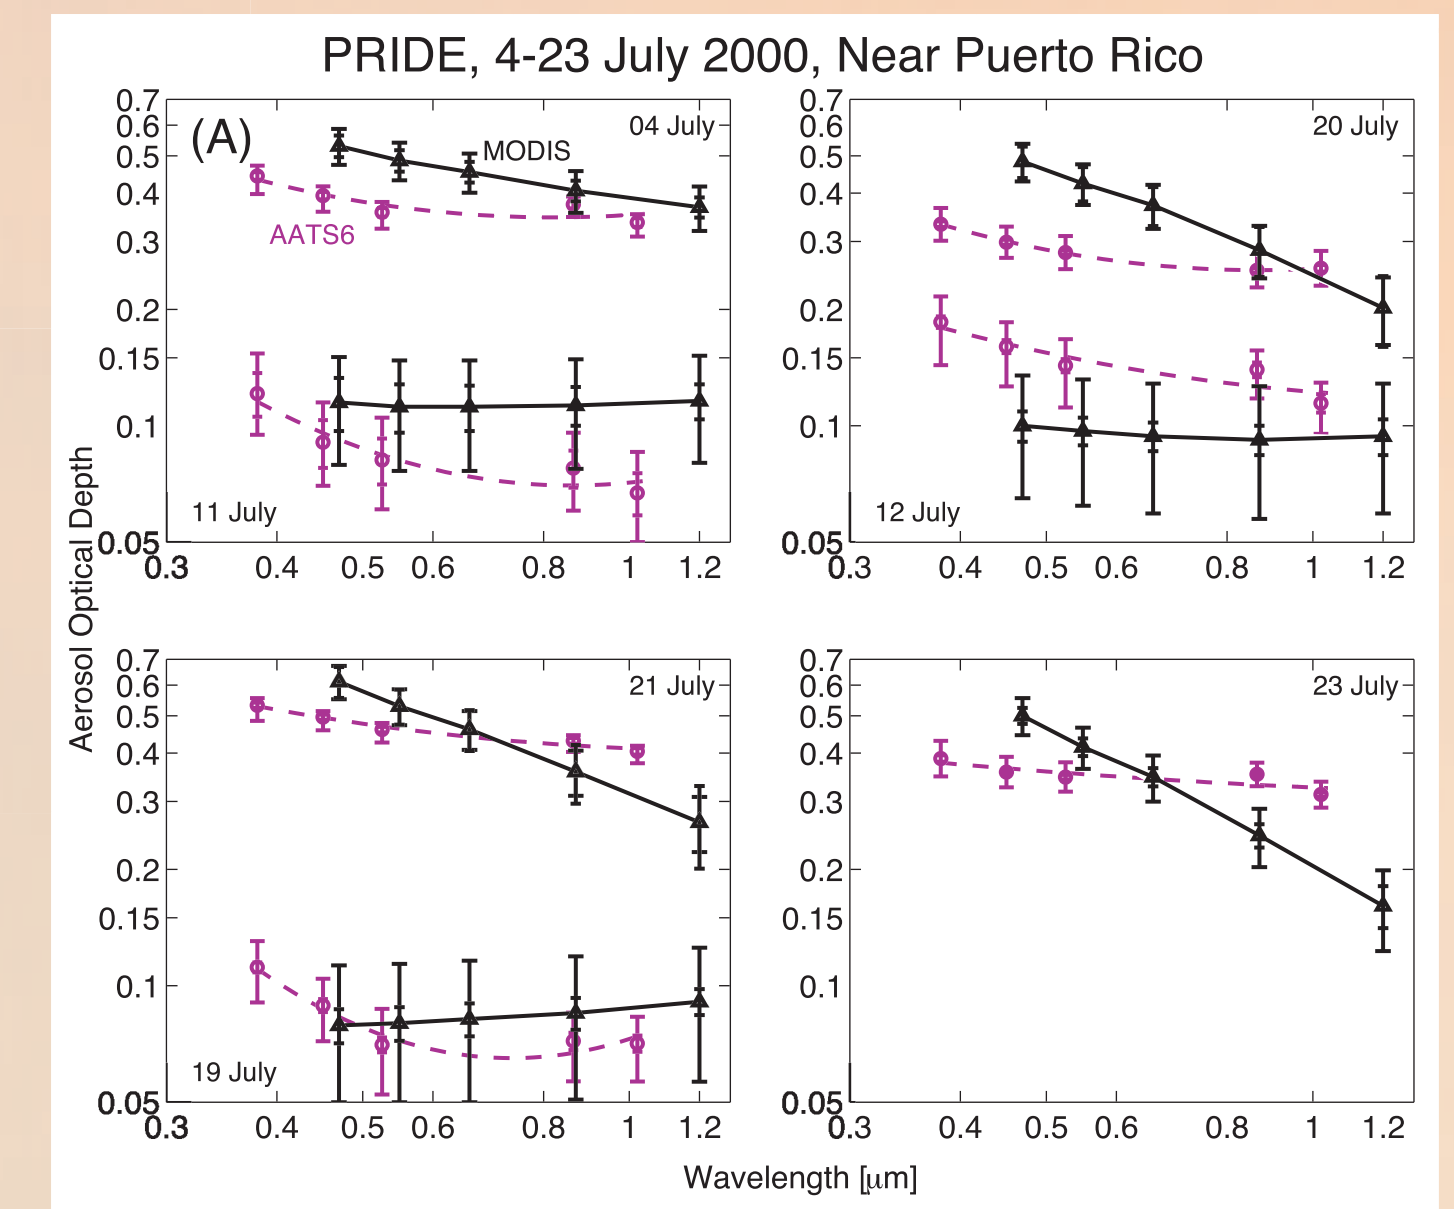 PRIDE, 4-23 July 2000, Near Puerto Rico
Aerosol Optical Depth
0.7
0.6
0.5
0.4
0.3
0.2
0.15
0.1
0.05
(A)
04 July
MODIS
AATS6
11 July
0.3 0.4 0.5 0.6 0.8 1 1.2
0.7
0.6
0.5
0.4
0.3
0.2
0.15
0.1
0.05
20 July
12 July
0.3 0.4 0.5 0.6 0.8 1 1.2
0.7
0.6
0.5
0.4
0.3
0.2
0.15
0.1
0.05
21 July
19 July
0.3 0.4 0.5 0.6 0.8 1 1.2
0.7
0.6
0.5
0.4
0.3
0.2
0.15
0.1
0.05
23 July
0.3 0.4 0.5 0.6 0.8 1 1.2
Wavelength [μm]